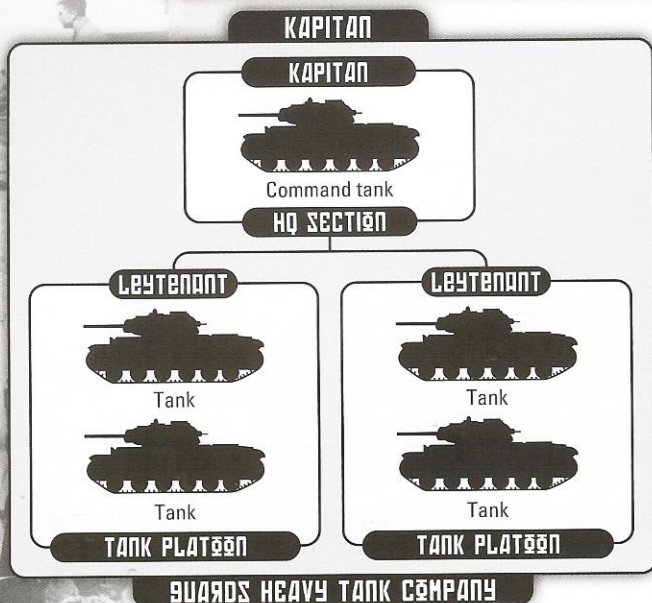 KAPITAN
KAPITAN
Command tank
HQ SECTION
LEYTENANT
LEYTENANT
Tank
Tank
Tank
Tank
TANK PLATOON
TANK PLATOON
GUARDS HEAVY TANK COMPANY